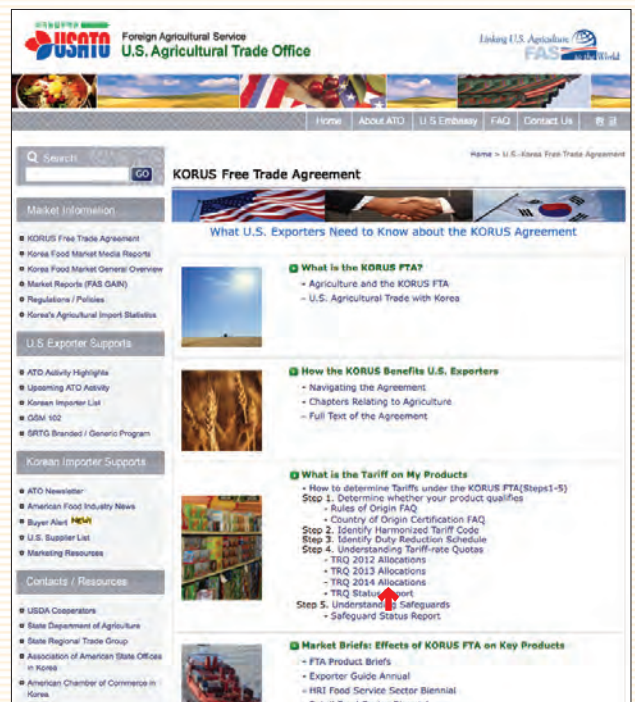 USATO
Foreign Agricultural Service
U.S. Agricultural Trade Office
Linking U.S. Agriculture
FAS to the World
Home
About ATO
U.S Embassy
FAQ
Contact Us
한글
Search
GO
Home > U.S.-Korea Free Trade Agreement
KORUS Free Trade Agreement
What U.S. Exporters Need to Know about the KORUS Agreement
Market Information
KORUS Free Trade Agreement
Korea Food Market Media Reports
Korea Food Market General Overview
Market Reports (FAS GAIN)
Regulations / Policies
Korea's Agricultural Import Statistics
U.S Exporter Supports
ATO Activity Highlights
Upcoming ATO Activity
Korean Importer List
GSM 102
SRTG Branded / Generic Program
Korean Importer Supports
ATO Newsletter
American Food Industry News
Buyer Alert NEW
U.S. Supplier List
Marketing Resources
Contacts / Resources
USDA Cooperators
State Department of Agriculture
State Regional Trade Group
Association of American State Offices
in Korea
American Chamber of Commerce in
Korea
What is the KORUS FTA?
- Agriculture and the KORUS FTA
- U.S. Agricultural Trade with Korea
How the KORUS Benefits U.S. Exporters
- Navigating the Agreement
- Chapters Relating to Agriculture
- Full Text of the Agreement
What is the Tariff on My Products
- How to determine Tariffs under the KORUS FTA(Steps1-5)
Step 1. Determine whether your product qualifies
- Rules of Origin FAQ
- Country of Origin Certification FAQ
Step 2. Identify Harmonized Tariff Code
Step 3. Identify Duty Reduction Schedule
Step 4. Understanding Tariff-rate Quotas
- TRQ 2012 Allocations
- TRQ 2013 Allocations
- TRQ 2014 Allocations
- TRQ Status Report
Step 5. Understanding Safeguards
- Safeguard Status Report
Market Briefs: Effects of KORUS FTA on Key Products
- FTA Product Briefs
- Exporter Guide Annual
- HRI Food Service Sector Biennial